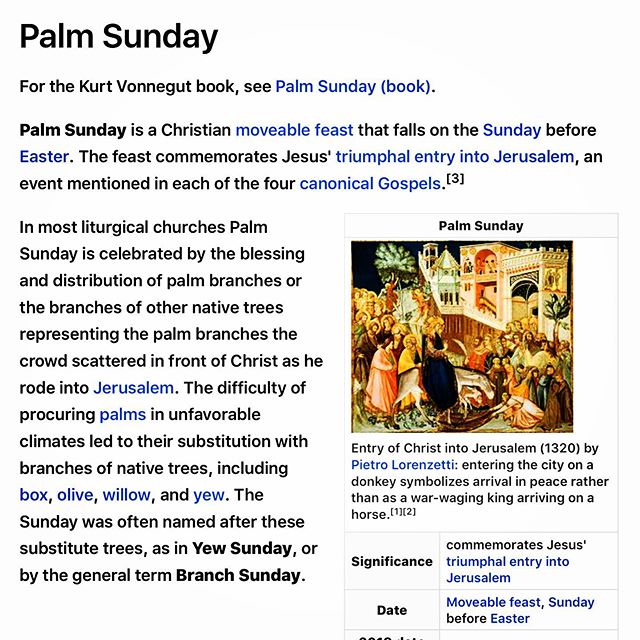 Palm Sunday
For the Kurt Vonnegut book, see Palm Sunday (book).
Palm Sunday is a Christian moveable feast that falls on the Sunday before
Easter. The feast commemorates Jesus' triumphal entry into Jerusalem, an
event mentioned in each of the four canonical Gospels.[3]
In most liturgical churches Palm
Sunday is celebrated by the blessing
and distribution of palm branches or
the branches of other native trees
representing the palm branches the
crowd scattered in front of Christ as he
rode into Jerusalem. The difficulty of
procuring palms in unfavorable
climates led to their substitution with
branches of native trees, including
box, olive, willow, and yew. The
Sunday was often named after these
substitute trees, as in Yew Sunday, or
by the general term Branch Sunday.
Palm Sunday
Entry of Christ into Jerusalem (1320) by
Pietro Lorenzetti: entering the city on a
donkey symbolizes arrival in peace rather
than as a war-waging king arriving on a
horse.[1][2]
Significance
commemorates Jesus'
triumphal entry into
Jerusalem
Date
Moveable feast, Sunday
before Easter